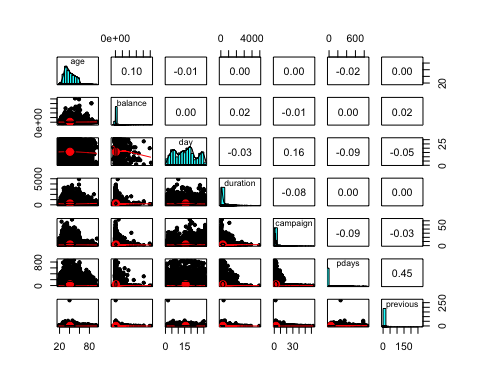 0e+00 0 4000 0 600
age 0.10 -0.01 0.00 0.00 -0.02 0.00 20
0e+00 balance 0.00 0.02 -0.01 0.00 0.02
day -0.03 0.16 -0.09 -0.05 0 25
0 5000 duration -0.08 0.00 0.00
campaign -0.09 -0.03 0 50
0 800 pdays 0.45
previous 0 250
20 80 0 15 0 30 0 150